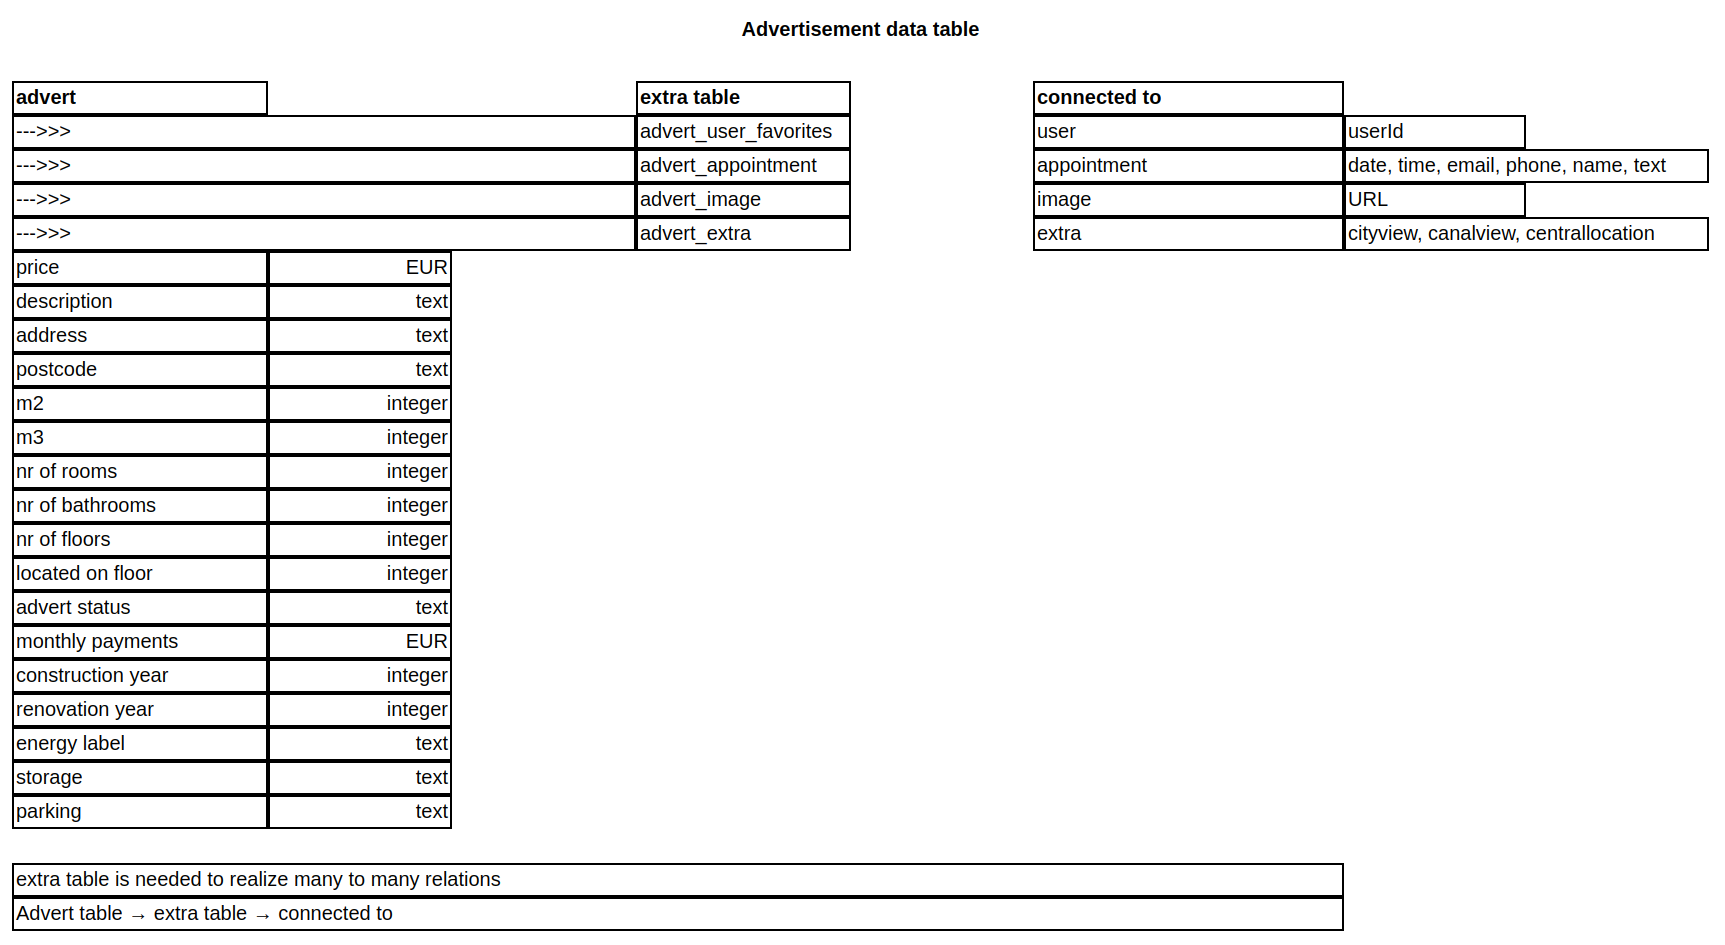 Advertisement data table
advert extra table connected to
--->>> advert_user_favorites user userId
--->>> advert_appointment appointment date, time, email, phone, name, text
--->>> advert_image image URL
--->>> advert_extra extra cityview, canalview, centrallocation
price EUR
description text
address text
postcode text
m2 integer
m3 integer
nr of rooms integer
nr of bathrooms integer
nr of floors integer
located on floor integer
advert status text
monthly payments EUR
construction year integer
renovation year integer
energy label text
storage text
parking text
extra table is needed to realize many to many relations
Advert table → extra table → connected to